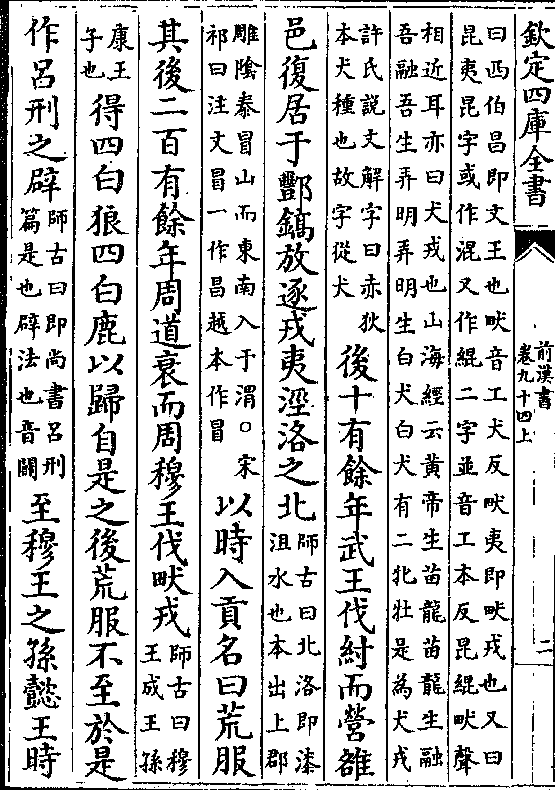 欽定四庫全書
前漢書
卷九十四上
二
曰西伯昌即文王也畎音工犬反畎夷即畎戎也又曰
昆夷昆字或作混又作緄二字並音工本反昆緄畎聲
相近耳亦曰犬戎也山海經云黃帝生苗龍苗龍生融
吾融吾生弄明弄明生白犬白犬有二牝牡是為犬戎
許氏說文解字曰赤狄
本犬種也故字從犬
後十有餘年武王伐紂而營雒
邑復居于酆鎬放逐戎夷涇洛之北
師古曰北洛即漆
沮水也本出上郡
雕隂泰冒山而東南入于渭○宋
祁曰注文冒一作昌越本作冒
以時入貢名曰荒服
其後二百有餘年周道衰而周穆王伐畎戎
師古曰穆
王成王孫
康王
子也
得四白狼四白鹿以歸自是之後荒服不至於是
作呂刑之辟
師古曰即尚書呂刑
篇是也辟法也音闢
至穆王之孫懿王時